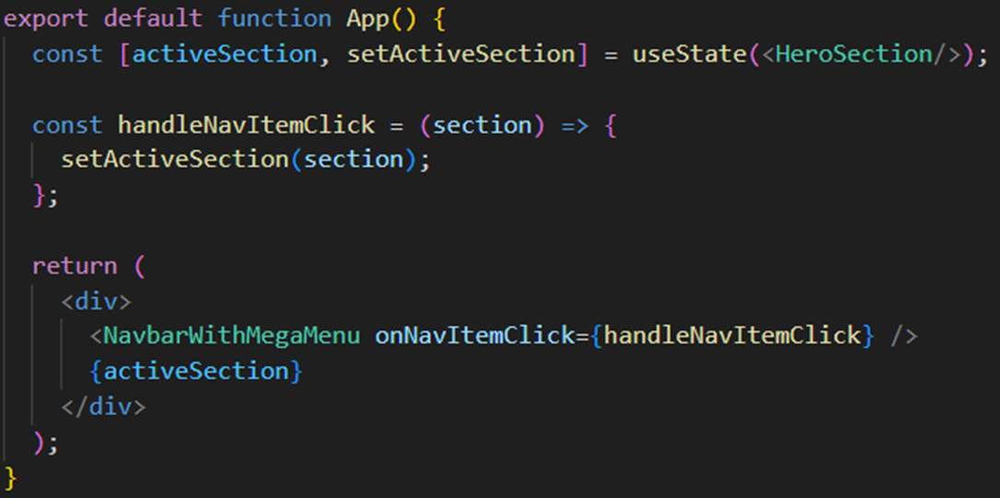 export default function App() {
  const [activeSection, setActiveSection] = useState(<HeroSection/>);
  const handleNavItemClick = (section) => {
    setActiveSection(section);
  };
  return (
    <div>
      <NavbarWithMegaMenu onNavItemClick={handleNavItemClick} />
      {activeSection}
    </div>
  );
}